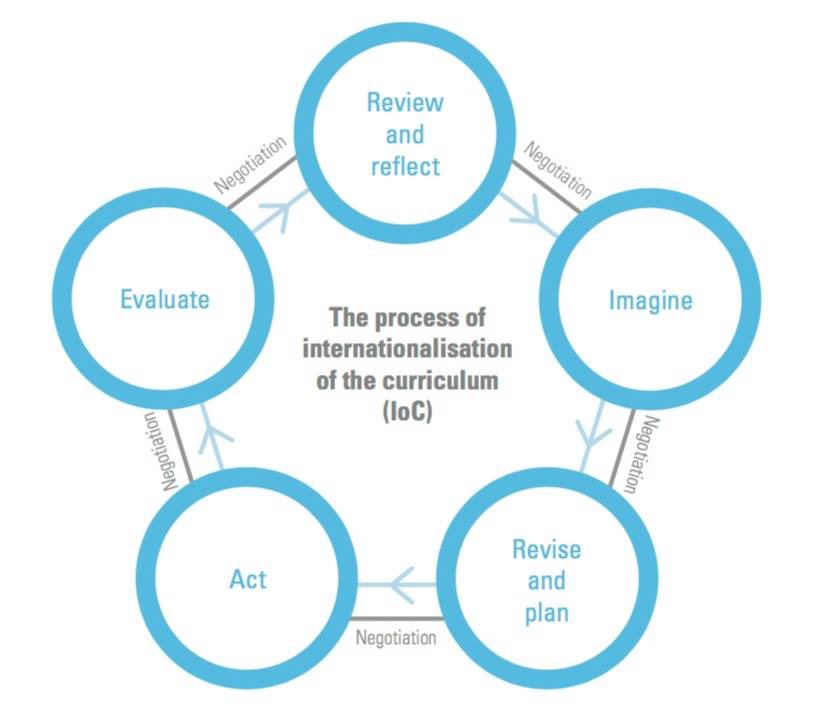 Review
and
reflect
Negotiation
Negotiation
Evaluate
Imagine
The process of
internationalisation
of the curriculum
(IoC)
Negotiation
Negotiation
Act
Revise
and
plan
Negotiation